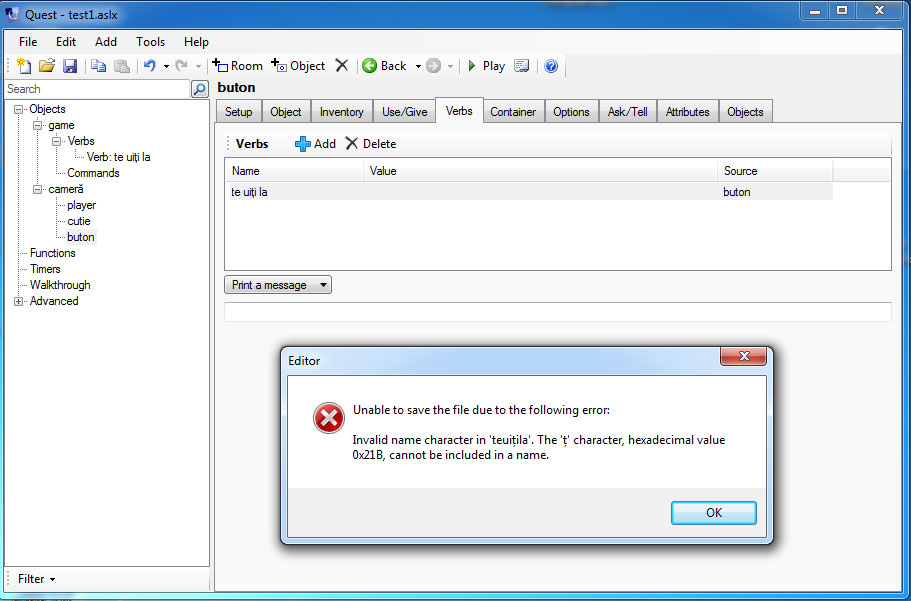 Quest - test1.aslx
File Edit Add Tools Help
Room Object Back Play
Search
Objects
game
Verbs
Verb: te uiți la
Commands
cameră
player
cutie
buton
Functions
Timers
Walkthrough
Advanced
Filter
buton
Setup Object Inventory Use/Give Verbs Container Options Ask/Tell Attributes Objects
Verbs Add Delete
Name Value Source
te uiți la buton
Print a message
Editor
Unable to save the file due to the following error:
Invalid name character in 'teuițila'. The 'ț' character, hexadecimal value
0x21B, cannot be included in a name.
OK